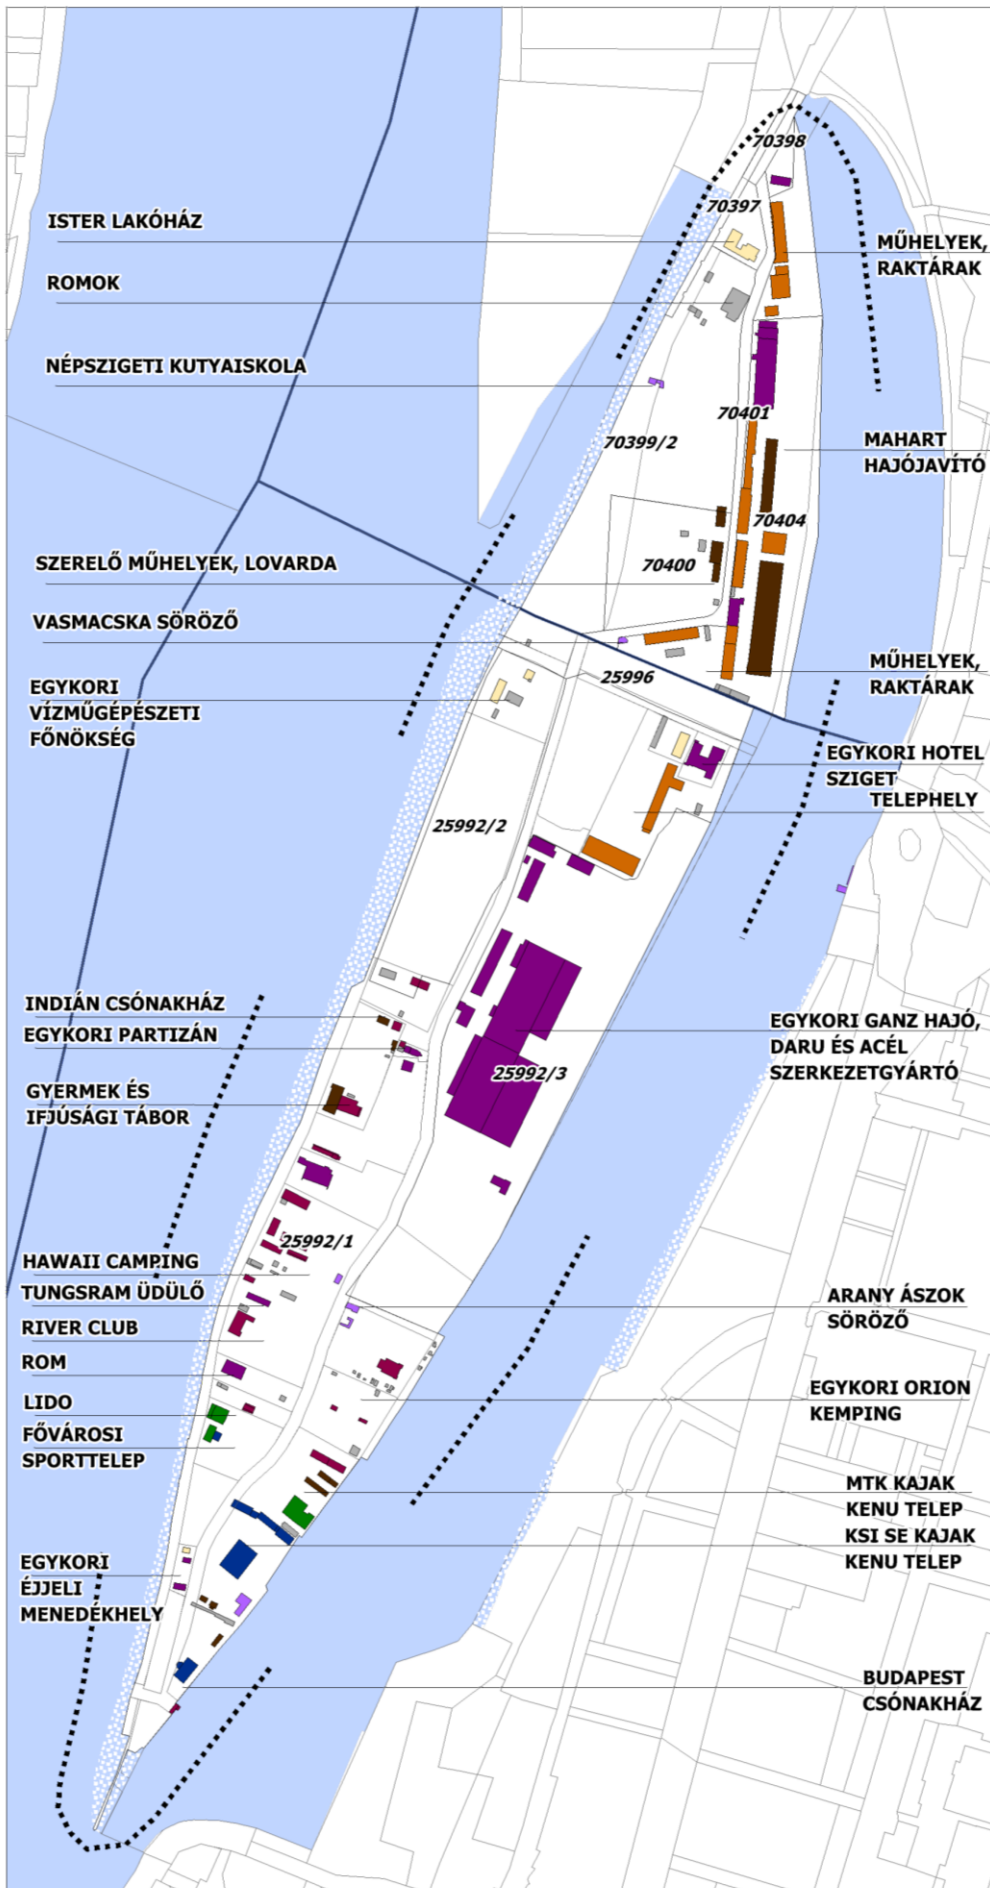 70398
70397
ISTER LAKÓHÁZ
MŰHELYEK,
RAKTÁRAK
ROMOK
NÉPSZIGETI KUTYAISKOLA
70401
70399/2
MAHART
HAJÓJAVÍTÓ
70404
SZERELŐ MŰHELYEK, LOVARDA
70400
VASMACSKA SÖRÖZŐ
MŰHELYEK,
RAKTÁRAK
25996
EGYKORI
VÍZMŰGÉPÉSZETI
FŐNÖKSÉG
EGYKORI HOTEL
SZIGET
TELEPHELY
25992/2
INDIÁN CSÓNAKHÁZ
EGYKORI PARTIZÁN
EGYKORI GANZ HAJÓ,
DARU ÉS ACÉL
SZERKEZETGYÁRTÓ
25992/3
GYERMEK ÉS
IFJÚSÁGI TÁBOR
25992/1
HAWAII CAMPING
TUNGSRAM ÜDÜLŐ
ARANY ÁSZOK
SÖRÖZŐ
RIVER CLUB
ROM
EGYKORI ORION
KEMPING
LIDO
FŐVÁROSI
SPORTTELEP
MTK KAJAK
KENU TELEP
KSI SE KAJAK
KENU TELEP
EGYKORI
ÉJJELI
MENEDÉKHELY
BUDAPEST
CSÓNAKHÁZ